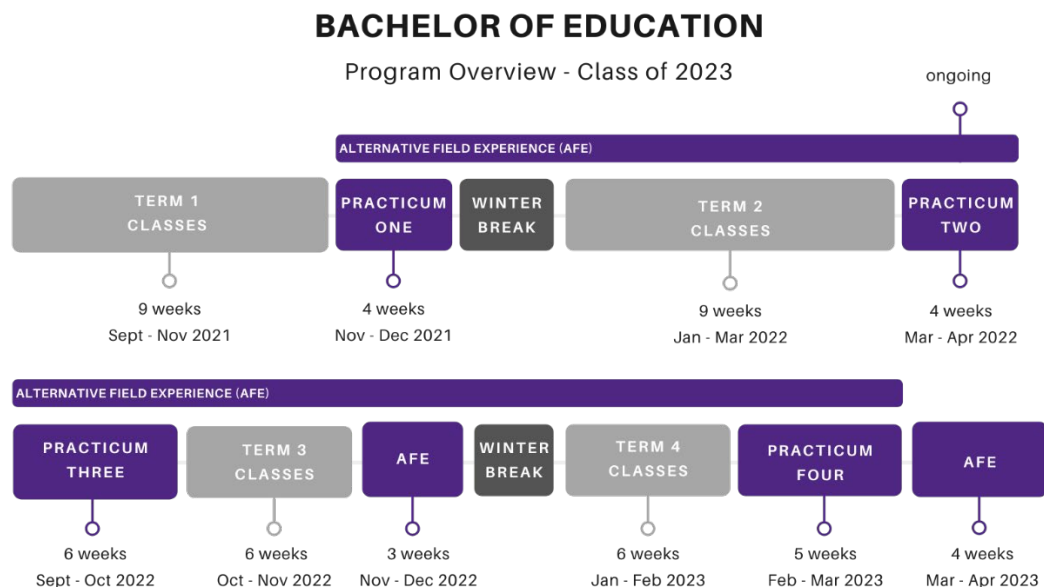 BACHELOR OF EDUCATION
Program Overview - Class of 2023
ongoing
ALTERNATIVE FIELD EXPERIENCE (AFE)
TERM 1
CLASSES
PRACTICUM
ONE
WINTER
BREAK
TERM 2
CLASSES
PRACTICUM
TWO
9 weeks
Sept - Nov 2021
4 weeks
Nov - Dec 2021
9 weeks
Jan - Mar 2022
4 weeks
Mar - Apr 2022
ALTERNATIVE FIELD EXPERIENCE (AFE)
PRACTICUM
THREE
TERM 3
CLASSES
AFE
WINTER
BREAK
TERM 4
CLASSES
PRACTICUM
FOUR
AFE
6 weeks
Sept - Oct 2022
6 weeks
Oct - Nov 2022
3 weeks
Nov - Dec 2022
6 weeks
Jan - Feb 2023
5 weeks
Feb - Mar 2023
4 weeks
Mar - Apr 2023